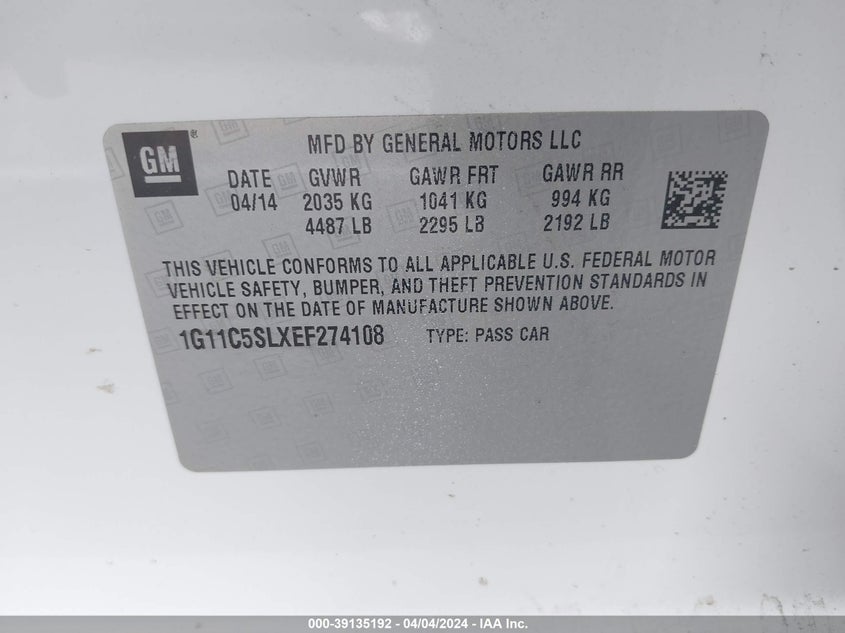 GM
MFD BY GENERAL MOTORS LLC
DATE GVWR GAWR FRT GAWR RR
04/14 2035 KG 1041 KG 994 KG
4487 LB 2295 LB 2192 LB
THIS VEHICLE CONFORMS TO ALL APPLICABLE U.S. FEDERAL MOTOR
VEHICLE SAFETY, BUMPER, AND THEFT PREVENTION STANDARDS IN
EFFECT ON THE DATE OF MANUFACTURE SHOWN ABOVE.
1G11C5SLXEF274108 TYPE: PASS CAR
000-39135192 - 04/04/2024 - IAA Inc.